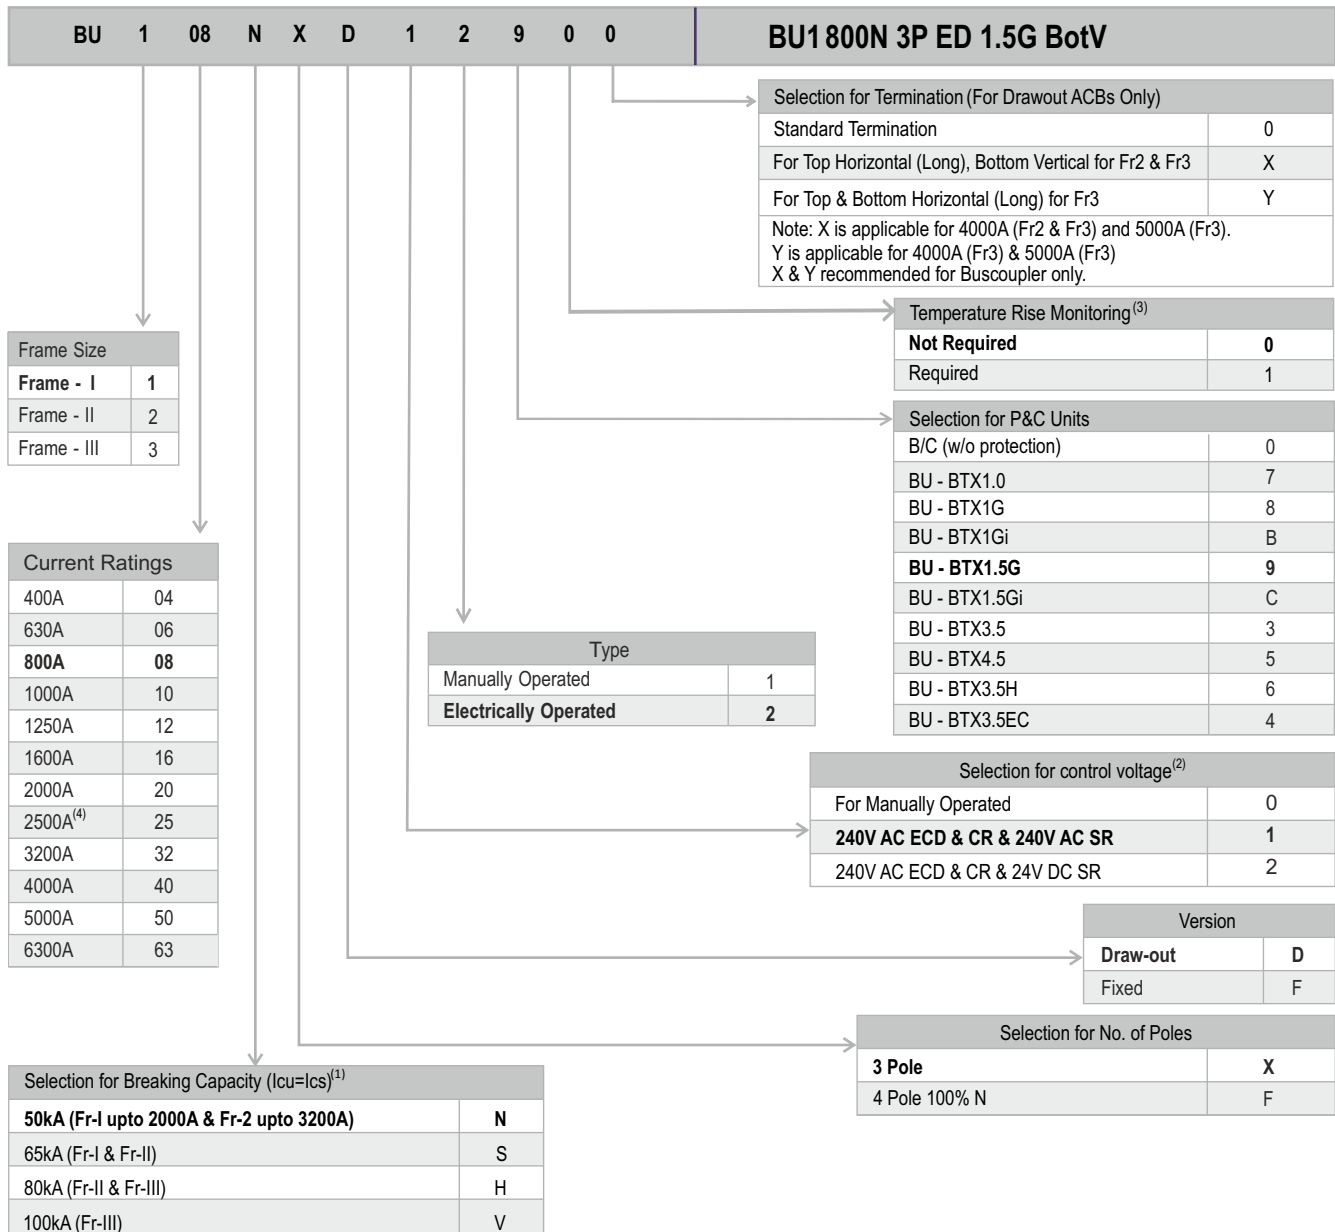 BU 1 08 N X D 1 2 9 0 0 BU1800N 3P ED 1.5G BotV
Selection for Termination (For Drawout ACBs Only)
Standard Termination 0
For Top Horizontal (Long), Bottom Vertical for Fr2 & Fr3 X
For Top & Bottom Horizontal (Long) for Fr3 Y
Note: X is applicable for 4000A (Fr2 & Fr3) and 5000A (Fr3).
Y is applicable for 4000A (Fr3) & 5000A (Fr3)
X & Y recommended for Buscoupler only.
Temperature Rise Monitoring(3)
Not Required 0
Required 1
Frame Size
Frame - I 1
Frame - II 2
Frame - III 3
Selection for P&C Units
B/C (w/o protection) 0
BU - BTX1.0 7
BU - BTX1G 8
BU - BTX1Gi B
BU - BTX1.5G 9
BU - BTX1.5Gi C
BU - BTX3.5 3
BU - BTX4.5 5
BU - BTX3.5H 6
BU - BTX3.5EC 4
Current Ratings
400A 04
630A 06
800A 08
1000A 10
1250A 12
1600A 16
2000A 20
2500A(4) 25
3200A 32
4000A 40
5000A 50
6300A 63
Type
Manually Operated 1
Electrically Operated 2
Selection for control voltage(2)
For Manually Operated 0
240V AC ECD & CR & 240V AC SR 1
240V AC ECD & CR & 24V DC SR 2
Version
Draw-out D
Fixed F
Selection for No. of Poles
3 Pole X
4 Pole 100% N F
Selection for Breaking Capacity (Icu=Ics)(1)
50kA (Fr-I upto 2000A & Fr-2 upto 3200A) N
65kA (Fr-I & Fr-II) S
80kA (Fr-II & Fr-III) H
100kA (Fr-III) V